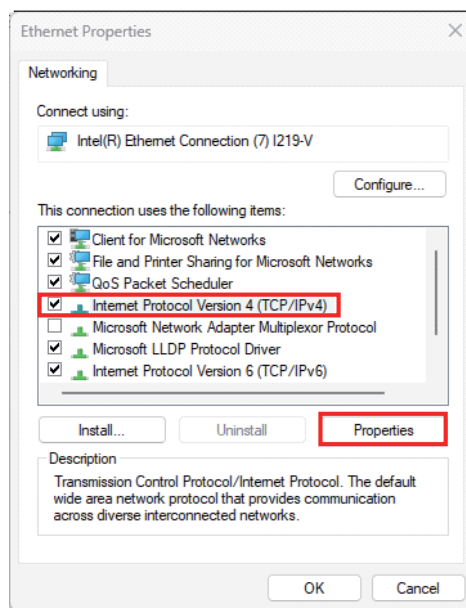 Ethernet Properties
Networking
Connect using:
Intel(R) Ethernet Connection (7) I219-V
Configure...
This connection uses the following items:
Client for Microsoft Networks
File and Printer Sharing for Microsoft Networks
QoS Packet Scheduler
Internet Protocol Version 4 (TCP/IPv4)
Microsoft Network Adapter Multiplexor Protocol
Microsoft LLDP Protocol Driver
Internet Protocol Version 6 (TCP/IPv6)
Install... Uninstall Properties
Description
Transmission Control Protocol/Internet Protocol. The default
wide area network protocol that provides communication
across diverse interconnected networks.
OK Cancel